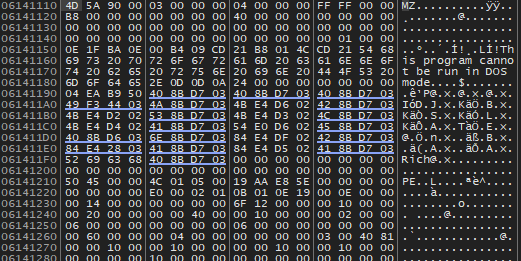 06141110 4D 5A 90 00 03 00 00 00 04 00 00 00 FF FF 00 00 MZ..........ÿÿ..
06141120 B8 00 00 00 00 00 00 00 40 00 00 00 00 00 00 00 ¸.......@.......
06141130 00 00 00 00 00 00 00 00 00 00 00 00 00 00 00 00 ................
06141140 00 00 00 00 00 00 00 00 00 00 00 00 00 01 00 00 ................
06141150 0E 1F BA 0E 00 B4 09 CD 21 B8 01 4C CD 21 54 68 ..º..´.Í!¸.LÍ!Th
06141160 69 73 20 70 72 6F 67 72 61 6D 20 63 61 6E 6E 6F is program canno
06141170 74 20 62 65 20 72 75 6E 20 69 6E 20 44 4F 53 20 t be run in DOS
06141180 6D 6F 64 65 2E 0D 0D 0A 24 00 00 00 00 00 00 00 mode....$.......
06141190 04 EA 89 50 40 8B D7 03 40 8B D7 03 40 8B D7 03 .ê.P@.×.@.×.@.×.
061411A0 49 F3 44 03 4A 8B D7 03 4B E4 D6 02 42 8B D7 03 IóD.J.×.KäÖ.B.×.
061411B0 4B E4 D2 02 53 8B D7 03 4B E4 D3 02 4C 8B D7 03 KäÒ.S.×.KäÓ.L.×.
061411C0 4B E4 D4 02 41 8B D7 03 54 E0 D6 02 45 8B D7 03 KäÔ.A.×.TàÖ.E.×.
061411D0 40 8B D6 03 6E 8B D7 03 84 E4 DF 02 42 8B D7 03 @.Ö.n.×..äß.B.×.
061411E0 84 E4 28 03 41 8B D7 03 84 E4 D5 02 41 8B D7 03 .ä(.A.×..äÕ.A.×.
061411F0 52 69 63 68 40 8B D7 03 00 00 00 00 00 00 00 00 Rich@.×.........
06141200 00 00 00 00 00 00 00 00 00 00 00 00 00 00 00 00 ................
06141210 50 45 00 00 4C 01 05 00 19 AA E8 5E 00 00 00 00 PE..L....ªè^....
06141220 00 00 00 00 E0 00 02 01 0B 01 0E 19 00 0E 00 00 ....à...........
06141230 00 14 00 00 00 00 00 00 6F 12 00 00 00 10 00 00 ........o.......
06141240 00 20 00 00 00 00 40 00 00 10 00 00 00 02 00 00 . ....@.........
06141250 06 00 00 00 00 00 00 00 06 00 00 00 00 00 00 00 ................
06141260 00 60 00 00 00 04 00 00 00 00 00 00 03 00 40 81 .`............@.
06141270 00 00 10 00 00 10 00 00 00 00 10 00 00 10 00 00 ................
06141280 00 00 00 00 10 00 00 00 00 00 00 00 00 00 00 00 ................